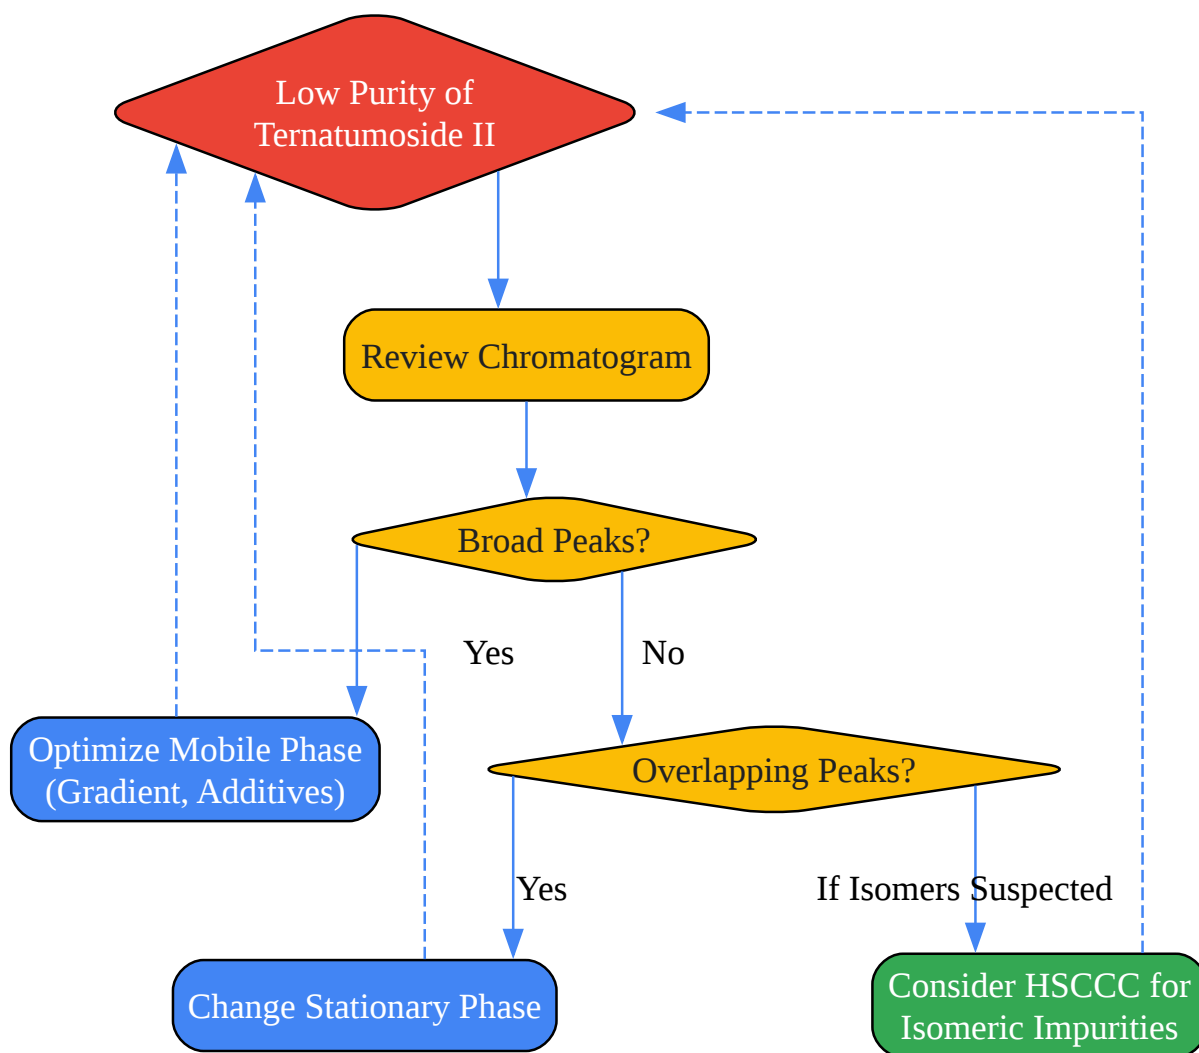 Low Purity of
Ternatumoside II
Review Chromatogram
Broad Peaks?
Yes
No
Optimize Mobile Phase
(Gradient, Additives)
Overlapping Peaks?
Yes
If Isomers Suspected
Change Stationary Phase
Consider HSCCC for
Isomeric Impurities